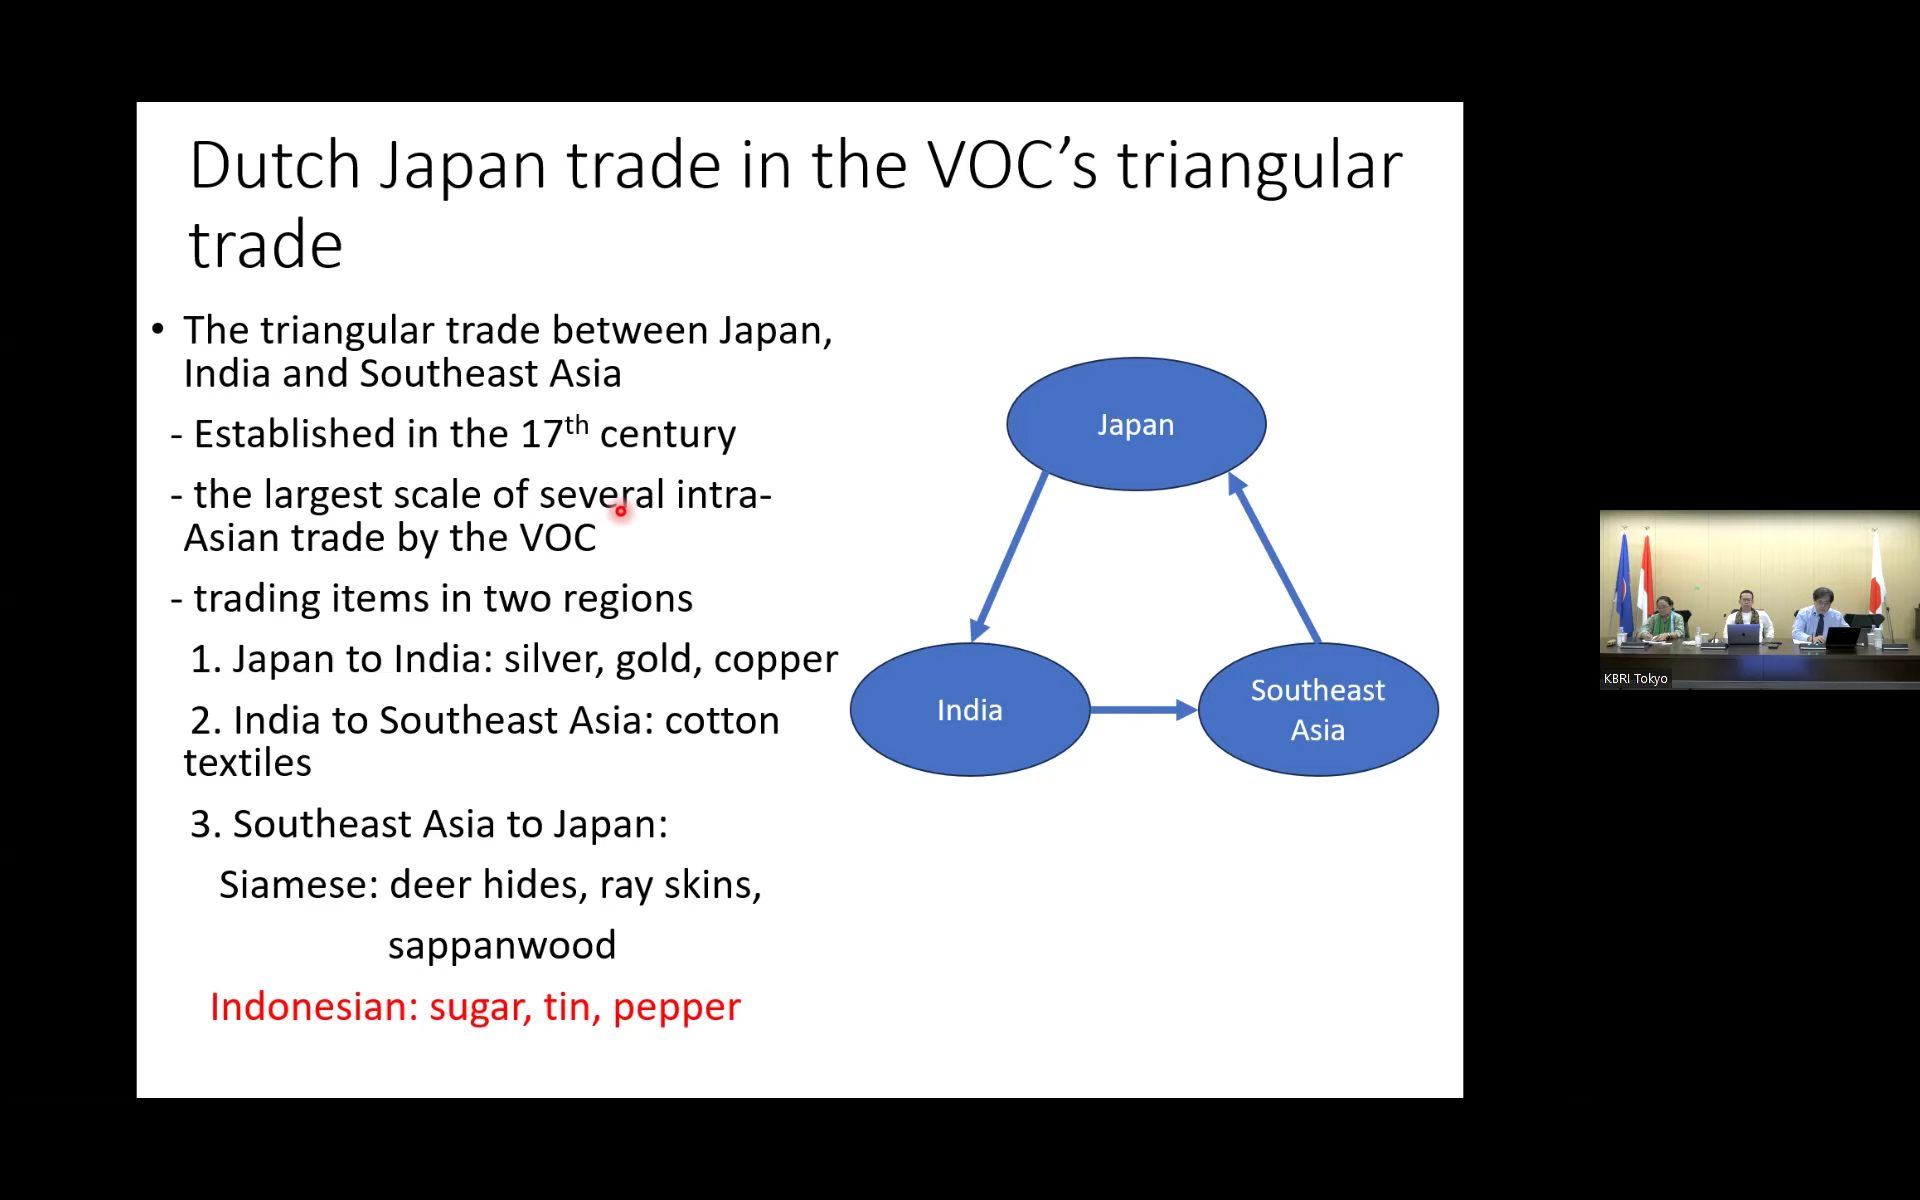 Dutch Japan trade in the VOC’s triangular
trade
• The triangular trade between Japan,
India and Southeast Asia
- Established in the 17th century
- the largest scale of several intra-
Asian trade by the VOC
- trading items in two regions
1. Japan to India: silver, gold, copper
2. India to Southeast Asia: cotton
textiles
3. Southeast Asia to Japan:
Siamese: deer hides, ray skins,
sappanwood
Indonesian: sugar, tin, pepper
Japan
India
Southeast
Asia
KBRI Tokyo